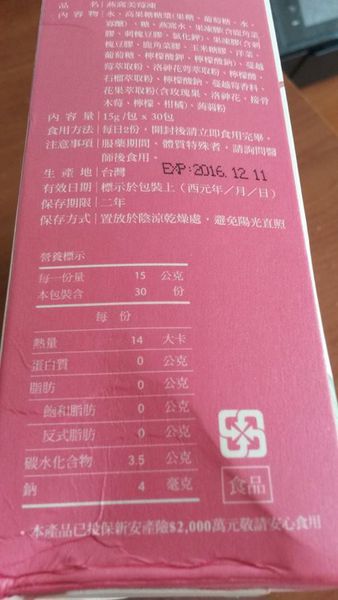 品　　名｜燕窩美莓凍
內 容 物｜水、高果糖糖漿(果糖、葡萄糖、水、
寡醣)、糖、燕窩水、果凍膠(含鹿角菜
膠、刺槐豆膠、氯化鉀)、果凍膠(含刺
槐豆膠、鹿角菜膠、玉米糖膠、洋菜、
葡萄糖、檸檬酸鉀、檸檬酸鈉)、蔓越
莓萃取粉、洛神花萃取粉、檸檬酸、
石榴萃取粉、檸檬酸鈉、蔓越莓香料、
花果萃取粉(含玫瑰果、洛神花、接骨
木莓、檸檬、柑橘)、蒟蒻粉
內 容 量｜15g /包 x 30包
食用方法｜每日2份，開封後請立即食用完畢。
注意事項｜服藥期間、體質特殊者，請詢問醫
師後食用。
生 產 地｜台灣 EXP:2016.12.11
有效日期｜標示於包裝上（西元年／月／日）
保存期限｜二年
保存方式｜置放於陰涼乾燥處，避免陽光直照
營養標示
每一份量 15 公克
本包裝含 30 份
每 份
熱量 14 大卡
蛋白質 0 公克
脂肪 0 公克
飽和脂肪 0 公克
反式脂肪 0 公克
碳水化合物 3.5 公克
鈉 4 毫克
食品
·本產品已投保新安產險$2,000萬元敬請安心食用